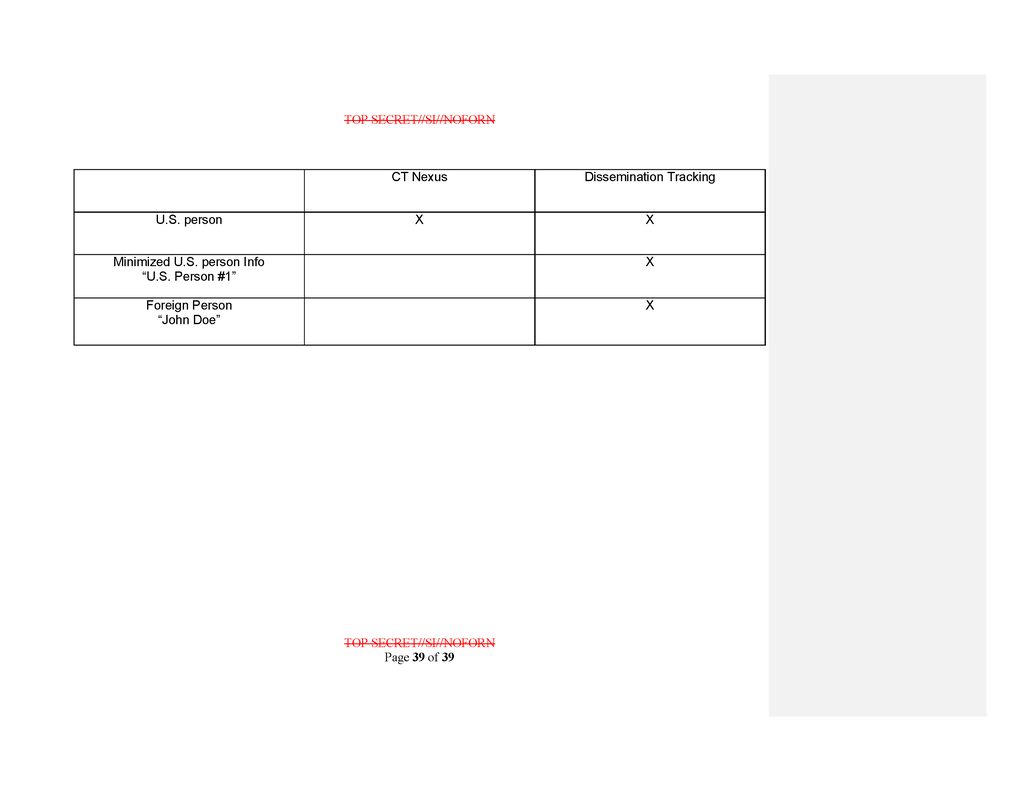 TOP SECRET//SI//NOFORN
CT Nexus
Dissemination Tracking
U.S. person
X
X
Minimized U.S. person Info
“U.S. Person #1”
X
Foreign Person
“John Doe”
X
TOP SECRET//SI//NOFORN
Page 39 of 39